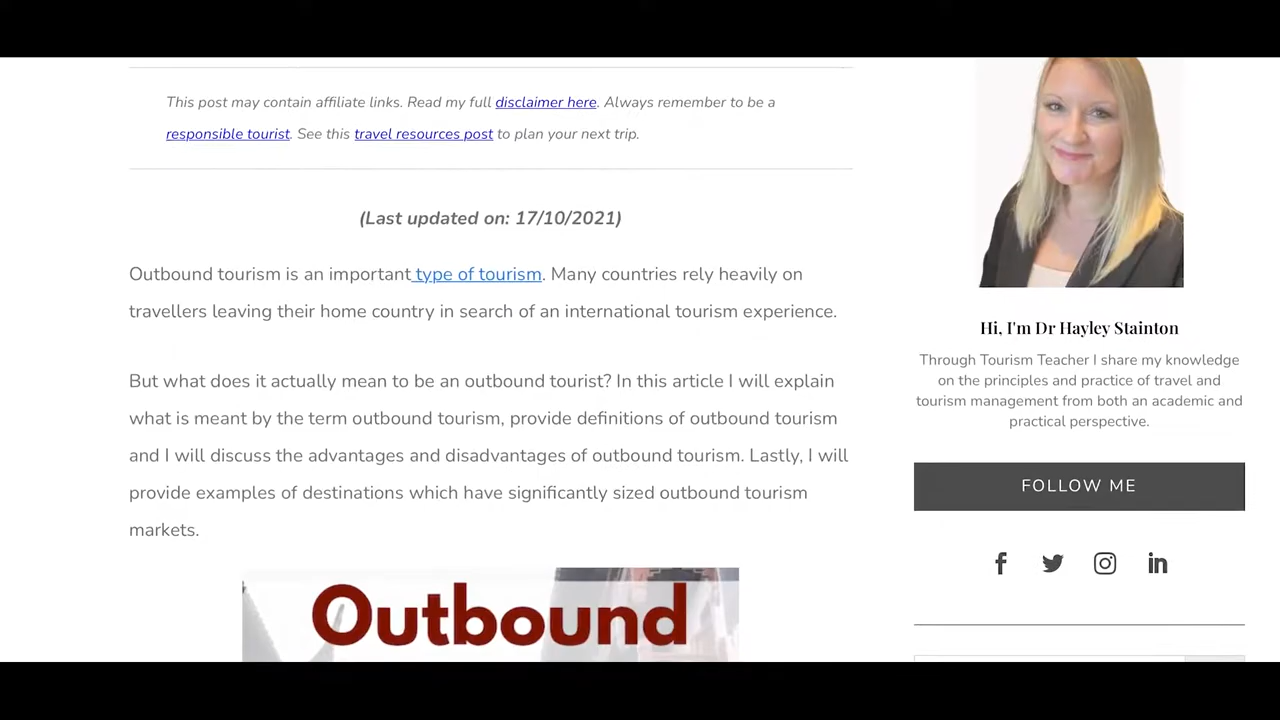 This post may contain affiliate links. Read my full disclaimer here. Always remember to be a
responsible tourist. See this travel resources post to plan your next trip.
(Last updated on: 17/10/2021)
Outbound tourism is an important type of tourism. Many countries rely heavily on
travellers leaving their home country in search of an international tourism experience.
But what does it actually mean to be an outbound tourist? In this article I will explain
what is meant by the term outbound tourism, provide definitions of outbound tourism
and I will discuss the advantages and disadvantages of outbound tourism. Lastly, I will
provide examples of destinations which have significantly sized outbound tourism
markets.
Outbound
Hi, I'm Dr Hayley Stainton
Through Tourism Teacher I share my knowledge
on the principles and practice of travel and
tourism management from both an academic and
practical perspective.
FOLLOW ME